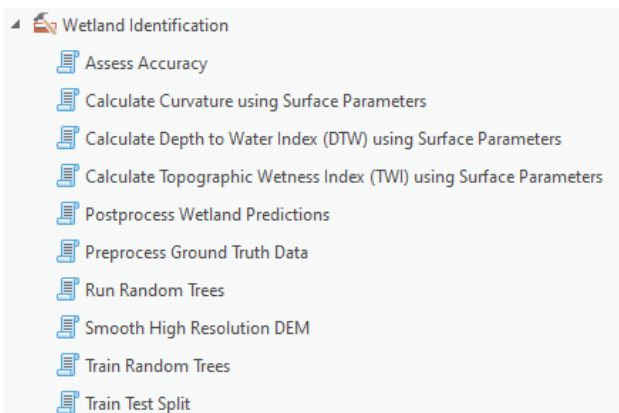 Wetland Identification
Assess Accuracy
Calculate Curvature using Surface Parameters
Calculate Depth to Water Index (DTW) using Surface Parameters
Calculate Topographic Wetness Index (TWI) using Surface Parameters
Postprocess Wetland Predictions
Preprocess Ground Truth Data
Run Random Trees
Smooth High Resolution DEM
Train Random Trees
Train Test Split